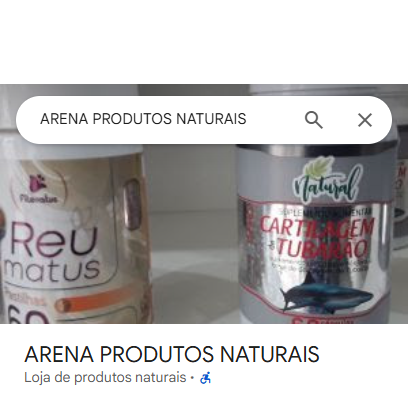 ARENA PRODUTOS NATURAIS
Reu
matus
Pastilhas
60
Natural
SUPLEMENTO ALIMENTAR
CARTILAGEM
de
TUBARÃO
ARENA PRODUTOS NATURAIS
Loja de produtos naturais ·